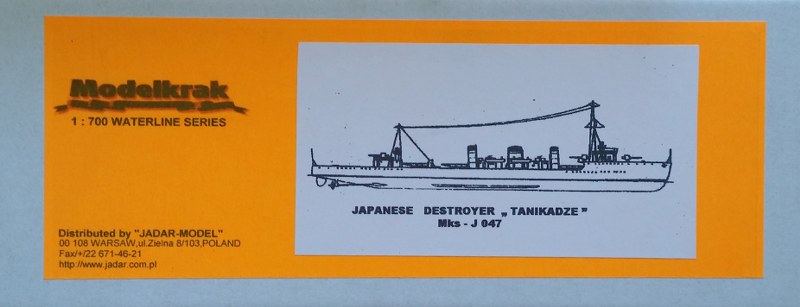 Modelkrak
1 : 700 WATERLINE SERIES
JAPANESE DESTROYER „ TANIKADZE ”
Mks - J 047
Distributed by "JADAR-MODEL"
00 108 WARSAW,ul.Zielna 8/103,POLAND
Fax/+/22 671-46-21
http://www.jadar.com.pl